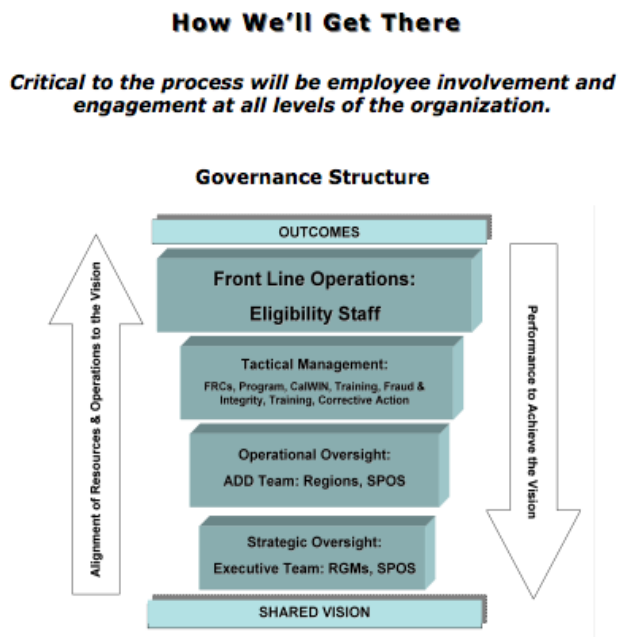 How We'll Get There
Critical to the process will be employee involvement and
engagement at all levels of the organization.
Governance Structure
OUTCOMES
Front Line Operations:
Eligibility Staff
Tactical Management:
FRCs, Program, CalWIN, Training, Fraud &
Integrity, Training, Corrective Action
Operational Oversight:
ADD Team: Regions, SPOS
Strategic Oversight:
Executive Team: RGMs, SPOS
SHARED VISION
Alignment of Resources & Operations to the Vision
Performance to Achieve the Vision